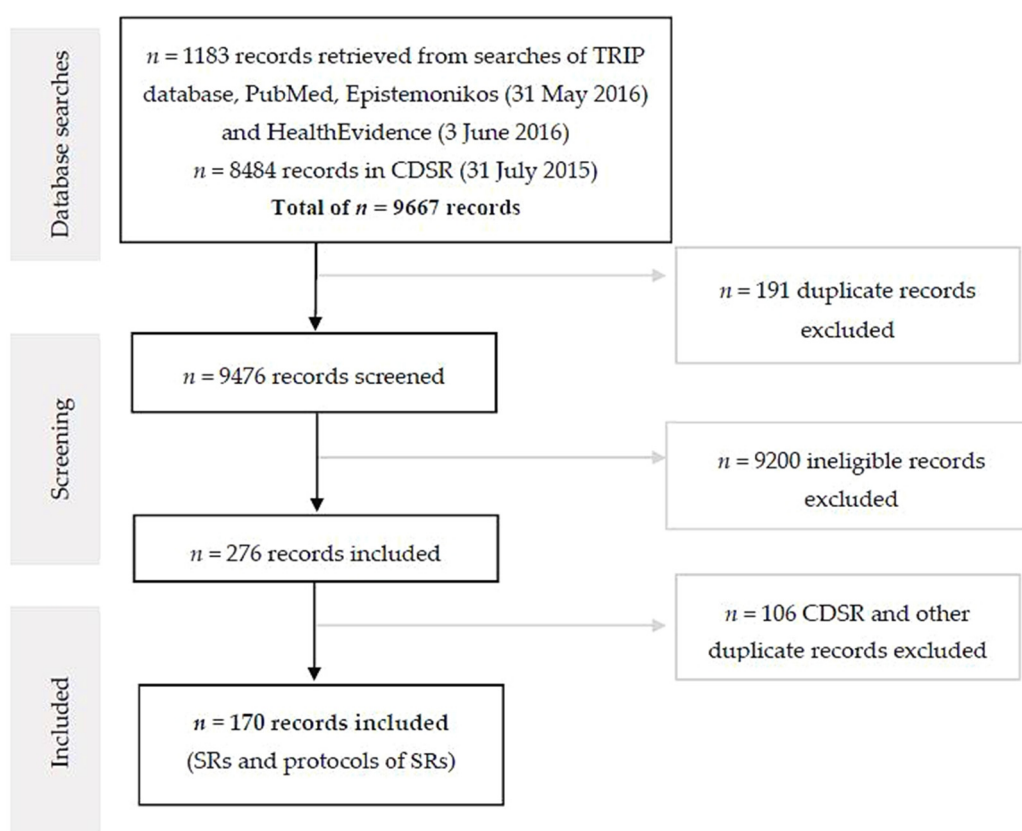 Database searches
n = 1183 records retrieved from searches of TRIP
database, PubMed, Epistemonikos (31 May 2016)
and HealthEvidence (3 June 2016)
n = 8484 records in CDSR (31 July 2015)
Total of n = 9667 records
n = 191 duplicate records
excluded
Screening
n = 9476 records screened
n = 9200 ineligible records
excluded
n = 276 records included
n = 106 CDSR and other
duplicate records excluded
Included
n = 170 records included
(SRs and protocols of SRs)